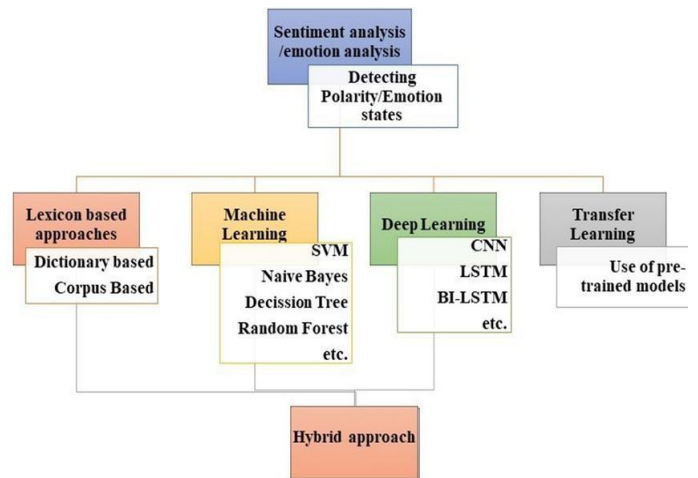 Sentiment analysis
/emotion analysis
Detecting
Polarity/Emotion
states
Lexicon based
approaches
Dictionary based
Corpus Based
Machine
Learning
SVM
Naive Bayes
Decission Tree
Random Forest
etc.
Deep Learning
CNN
LSTM
BI-LSTM
etc.
Transfer
Learning
Use of pre-
trained models
Hybrid approach